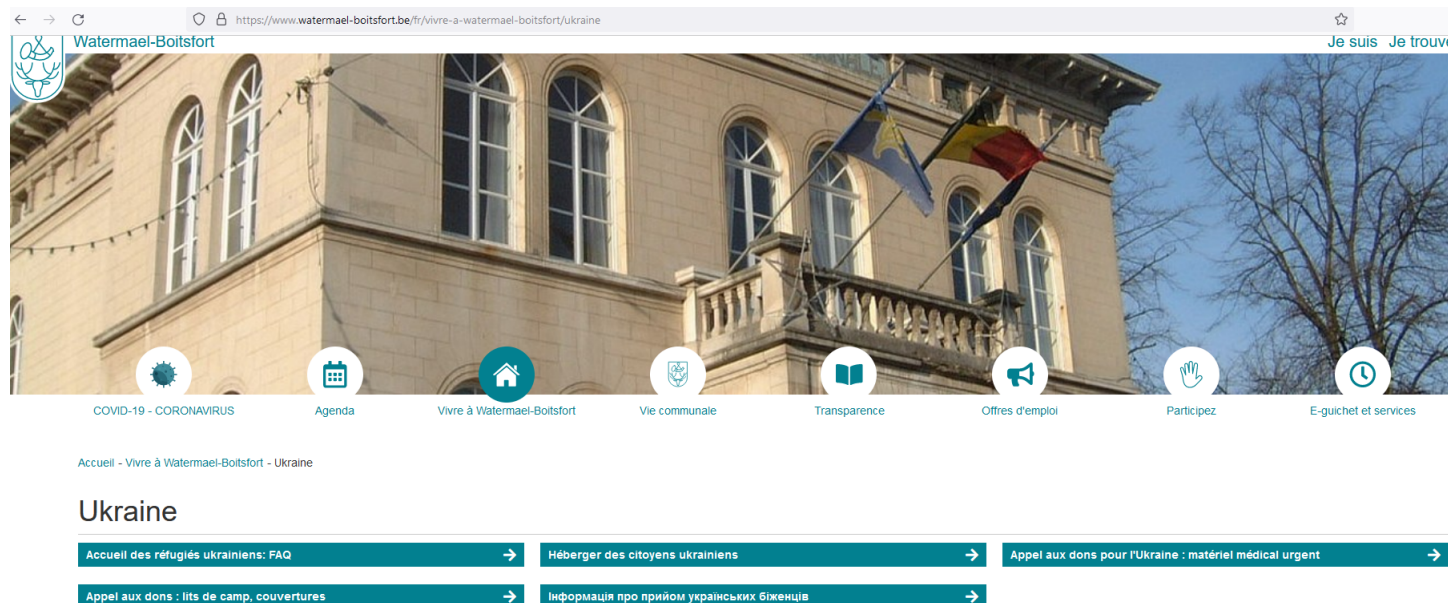 https://www.watermael-boitsfort.be/fr/vivre-a-watermael-boitsfort/ukraine
Watermael-Boitsfort
Je suis Je trouve
COVID-19 - CORONAVIRUS
Agenda
Vivre à Watermael-Boitsfort
Vie communale
Transparence
Offres d'emploi
Participez
E-guichet et services
Accueil - Vivre à Watermael-Boitsfort - Ukraine
Ukraine
Accueil des réfugiés ukrainiens: FAQ
Héberger des citoyens ukrainiens
Appel aux dons pour l'Ukraine : matériel médical urgent
Appel aux dons : lits de camp, couvertures
Інформація про прийом українських біженців